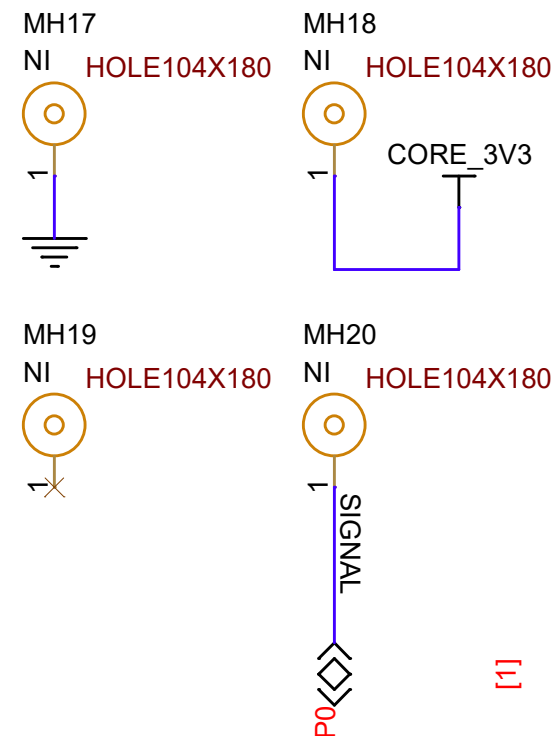 MH17
NI
HOLE104X180
1
MH18
NI
HOLE104X180
1
CORE_3V3
MH19
NI
HOLE104X180
1
MH20
NI
HOLE104X180
1
SIGNAL
P0
[1]